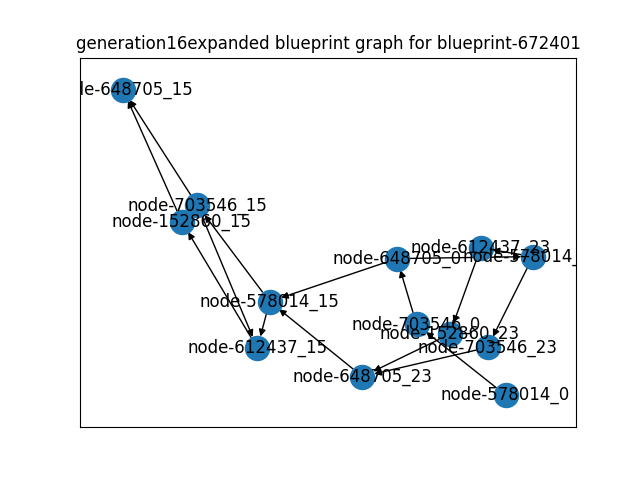 generation16expanded blueprint graph for blueprint-672401
le-648705_15
node-703546_15
node-152860_15
node-612437_23
node-648705_0
node-578014_
node-578014_15
node-703546_0
node-152860_23
node-612437_15
node-703546_23
node-648705_23
node-578014_0